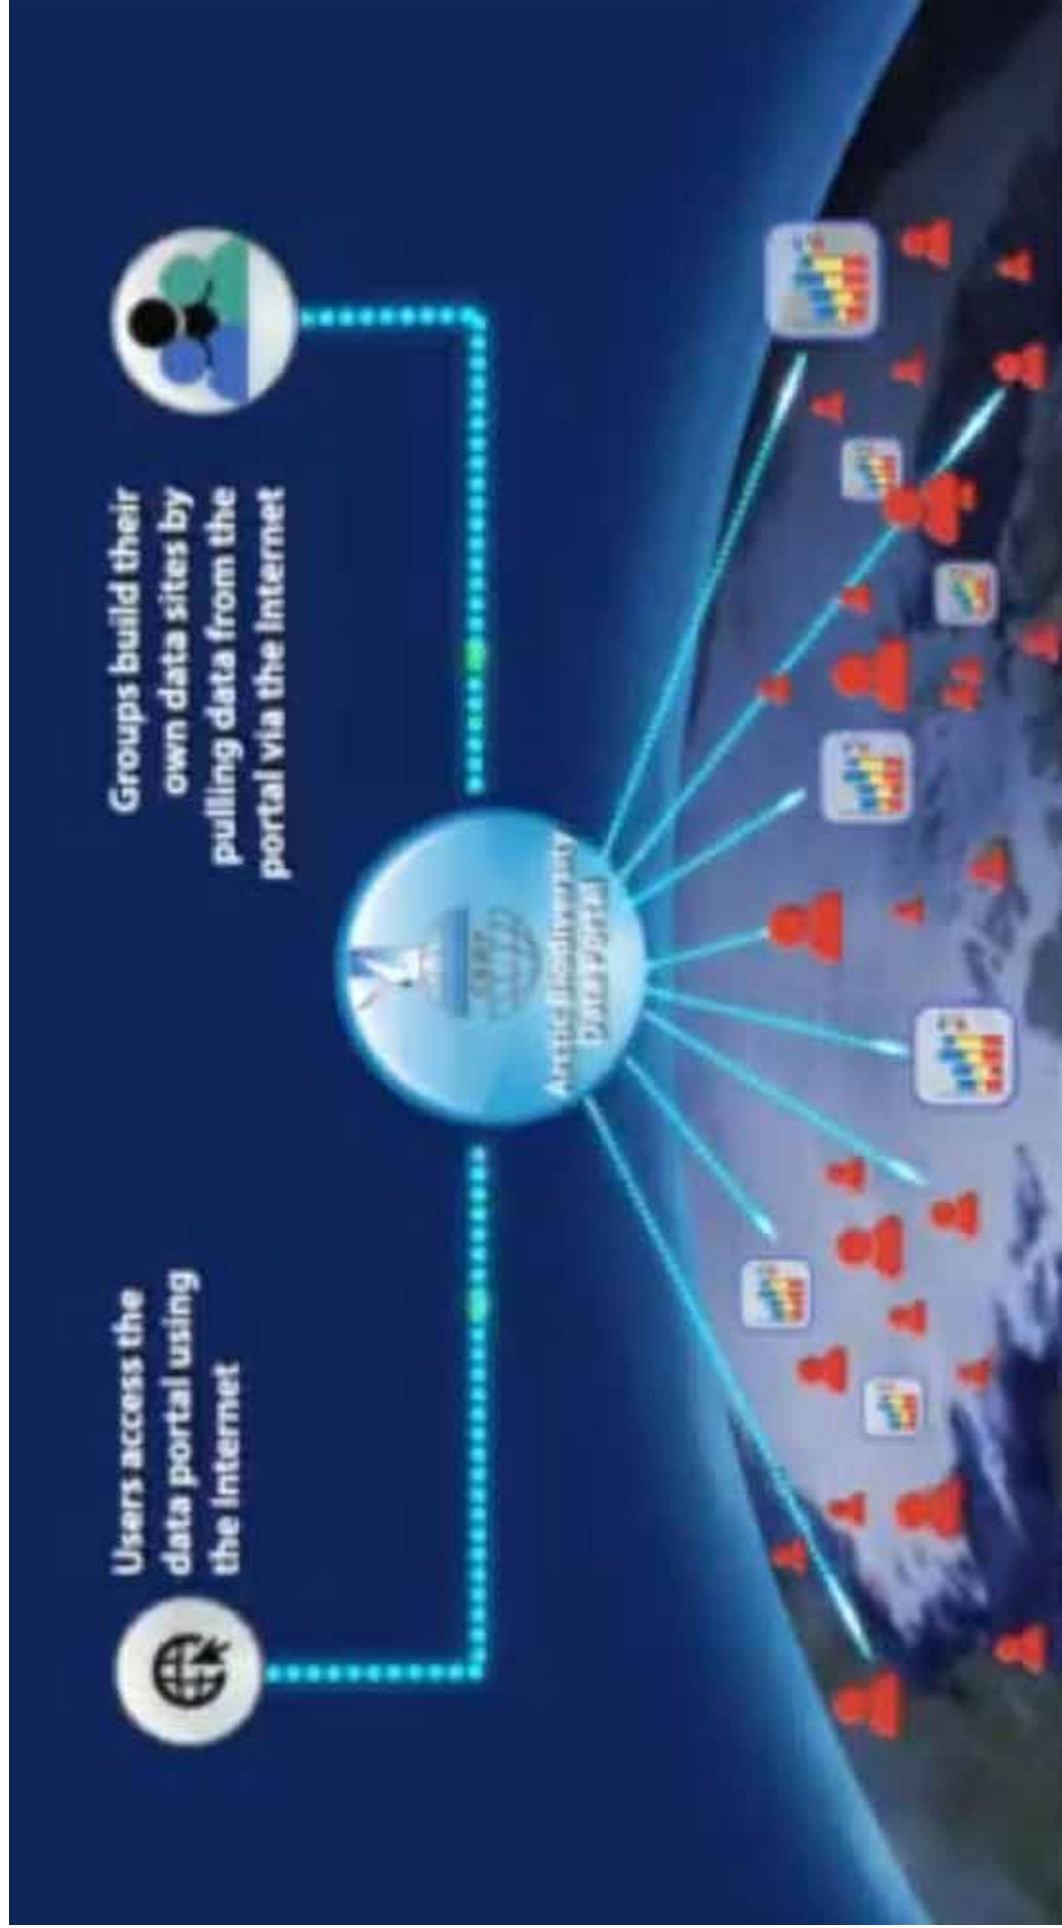 Users access the
data portal using
the Internet
Groups build their
own data sites by
pulling data from the
portal via the Internet
Arctic Biodiversity
Data Portal